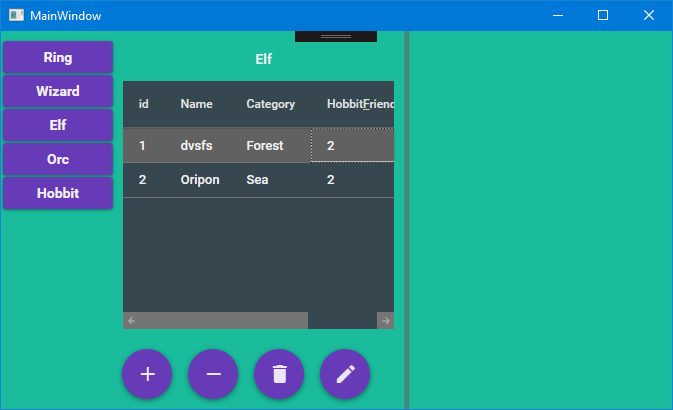 MainWindow
Ring
Wizard
Elf
Orc
Hobbit
Elf
id Name Category HobbitFriend
1 dvsfs Forest 2
2 Oripon Sea 2